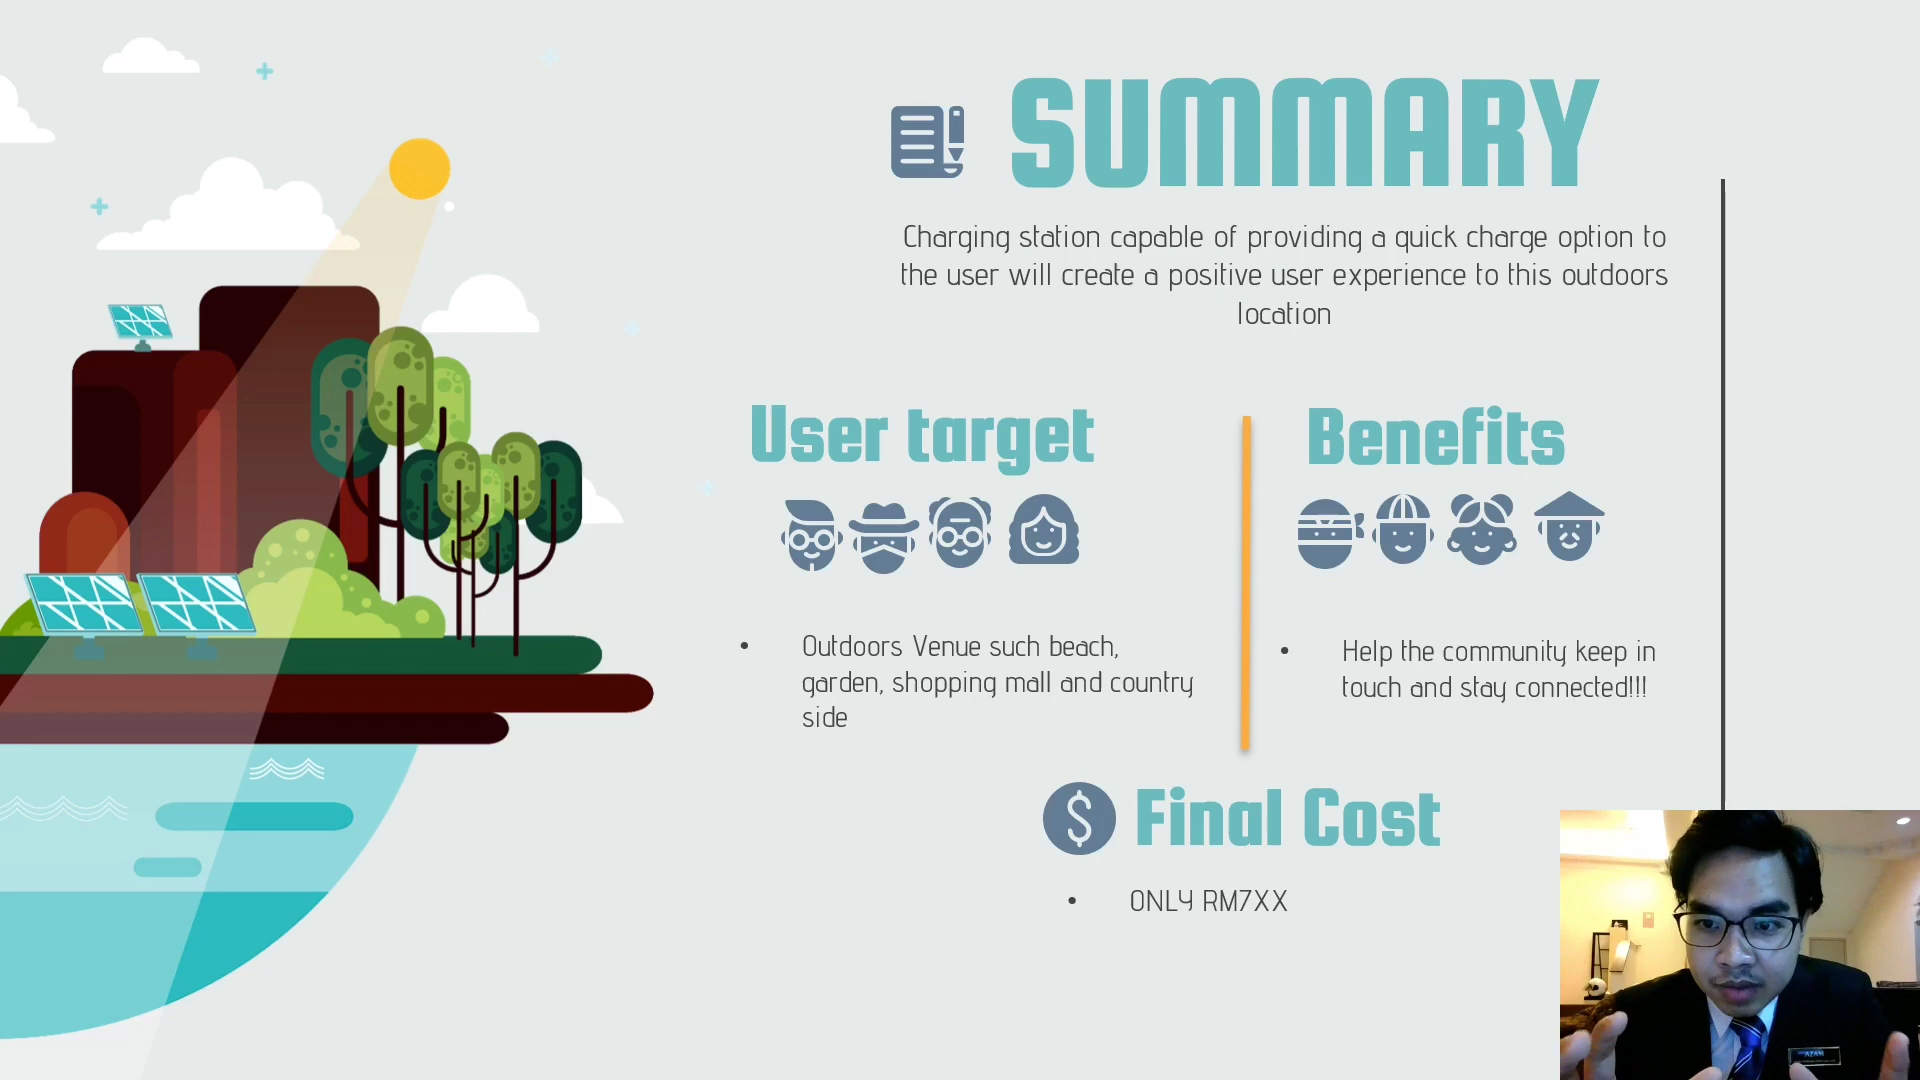 SUMMARY
Charging station capable of providing a quick charge option to
the user will create a positive user experience to this outdoors
location
User target
Benefits
• Outdoors Venue such beach,
garden, shopping mall and country
side
• Help the community keep in
touch and stay connected!!!
$ Final Cost
• ONLY RM7XX
AZAM